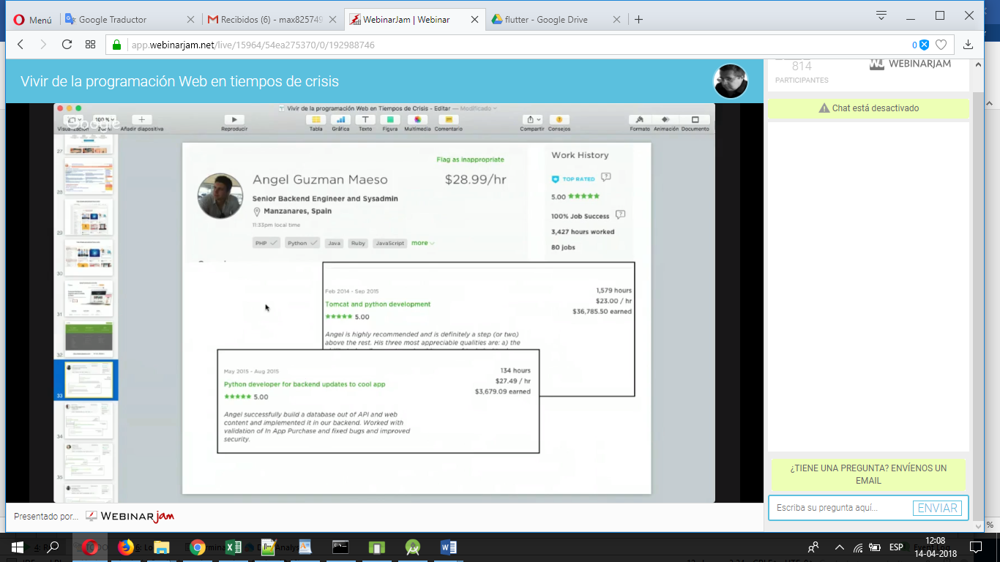 Menú
Google Traductor
Recibidos (6) - max825749
WebinarJam | Webinar
flutter - Google Drive
app.webinarjam.net/live/15964/54ea275370/0/192988746
0
Vivir de la programación Web en tiempos de crisis
814
PARTICIPANTES
WEBINARJAM
Chat está desactivado
Vivir de la programación Web en Tiempos de Crisis - Editar — Modificado
100 %
Google
Visualización
Zoom
Añadir diapositiva
Reproducir
Tabla
Gráfica
Texto
Figura
Multimedia
Comentario
Compartir
Consejos
Formato
Animación
Documento
27
28
29
30
31
32
33
34
35
Flag as inappropriate
Angel Guzman Maeso
$28.99/hr
Senior Backend Engineer and Sysadmin
Manzanares, Spain
11:33pm local time
PHP
Python
Java
Ruby
JavaScript
more
Work History
TOP RATED
?
5.00
100% Job Success
?
3,427 hours worked
80 jobs
Feb 2014 - Sep 2015
1,579 hours
Tomcat and python development
$23.00 / hr
5.00
$36,785.50 earned
Angel is highly recommended and is definitely a step (or two)
above the rest. His three most appreciable qualities are: a) the
May 2015 - Aug 2015
134 hours
Python developer for backend updates to cool app
$27.49 / hr
5.00
$3,679.09 earned
Angel successfully build a database out of API and web
content and implemented it in our backend. Worked with
validation of In App Purchase and fixed bugs and improved
security.
¿TIENE UNA PREGUNTA? ENVÍENOS UN
EMAIL
Escriba su pregunta aquí...
ENVIAR
Presentado por...
WEBINARjam
%
ESP
12:08
14-04-2018